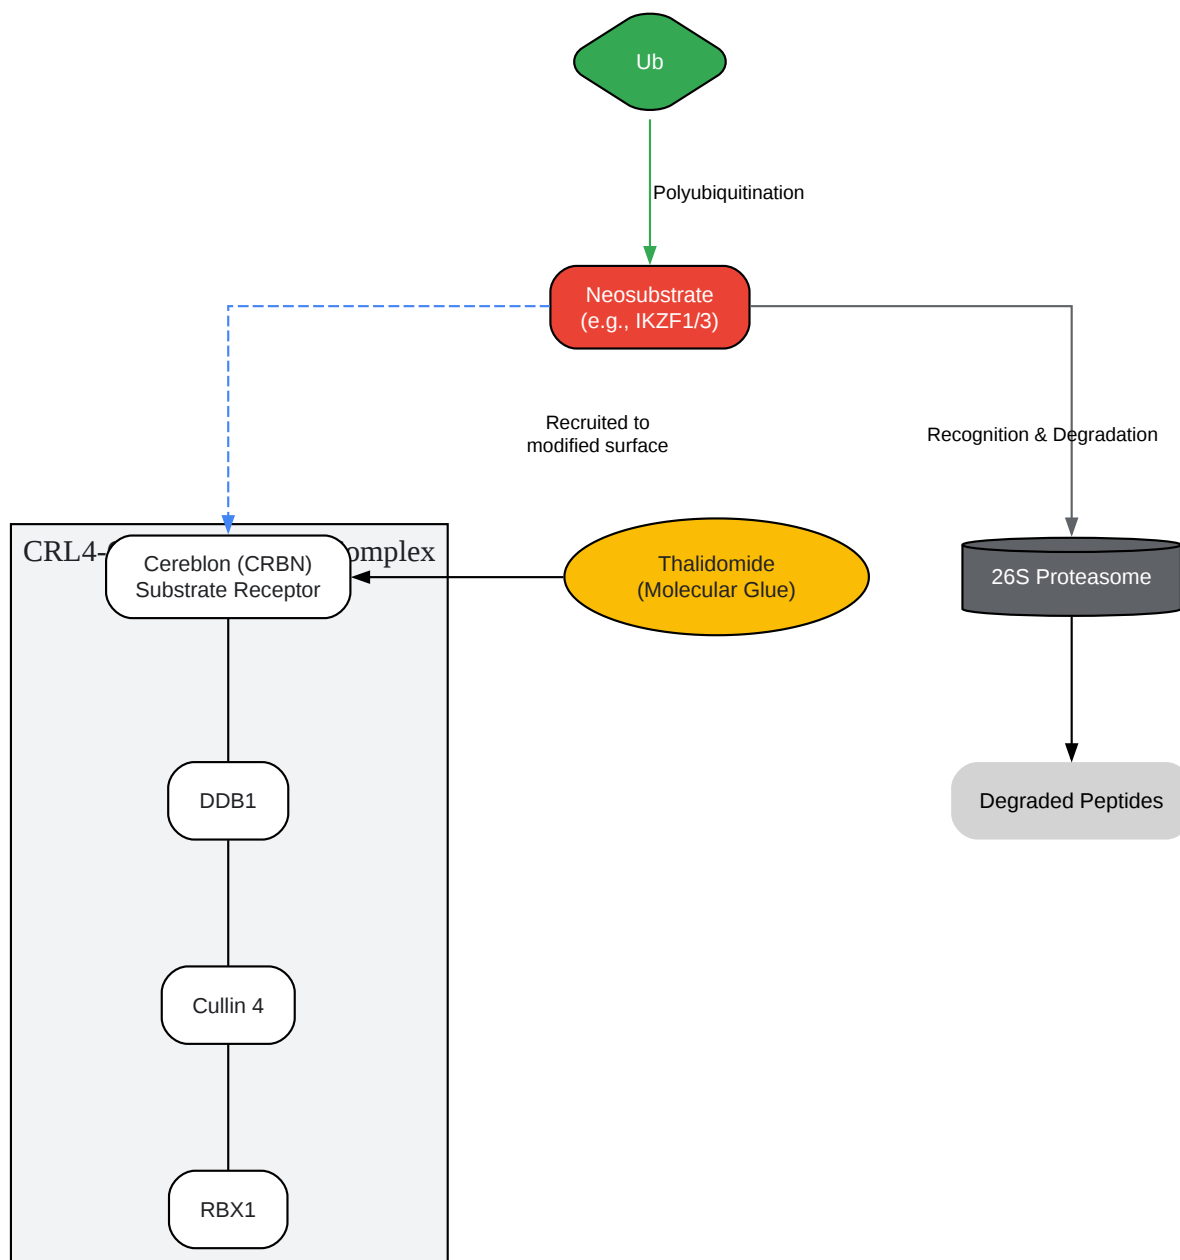 Ub
Polyubiquitination
Neosubstrate
(e.g., IKZF1/3)
Recruited to
modified surface
Recognition & Degradation
CRL4-
Cereblon (CRBN)
Substrate Receptor
Thalidomide
(Molecular Glue)
26S Proteasome
DDB1
Degraded Peptides
Cullin 4
RBX1